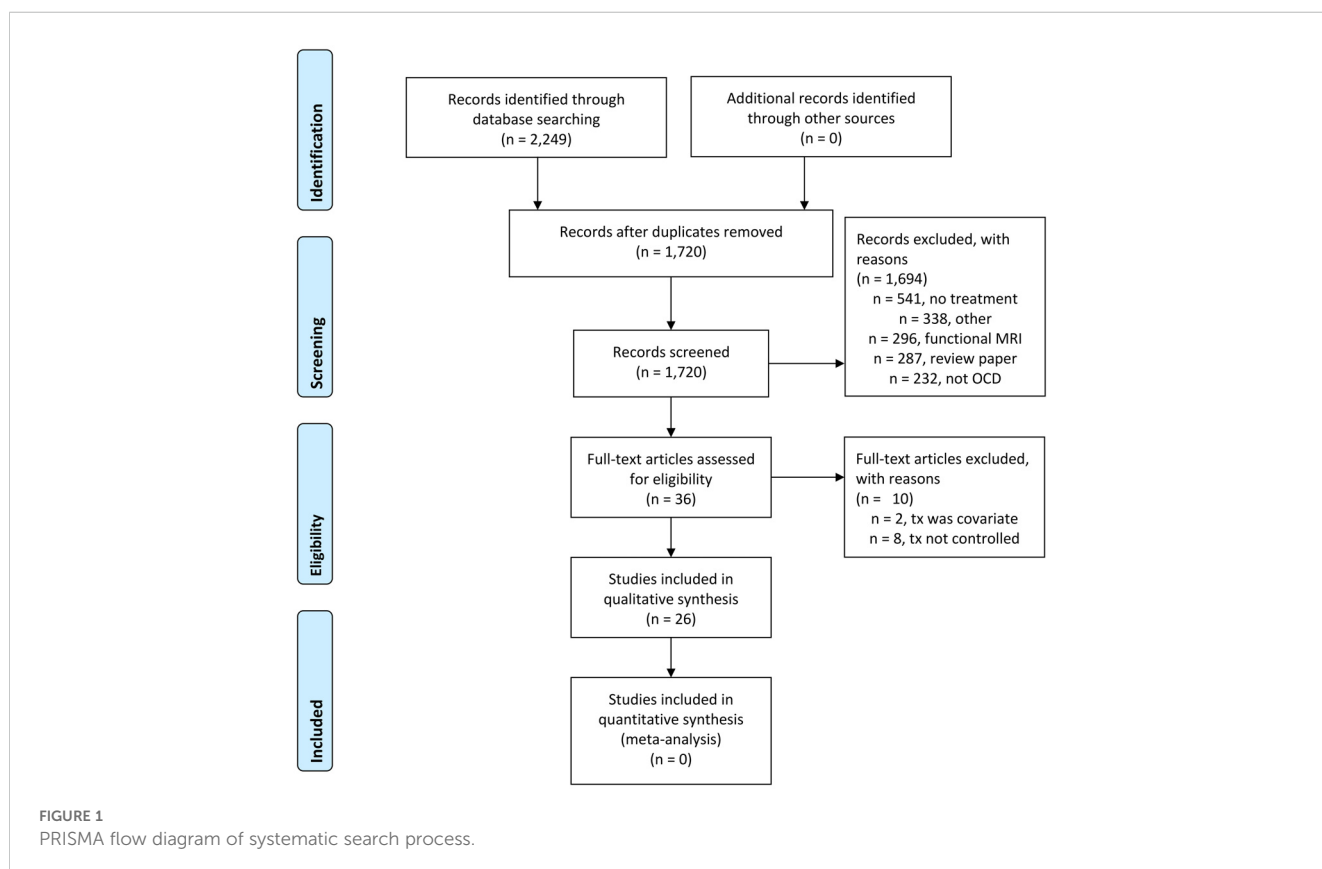 Identification
Records identified through
database searching
(n = 2,249)
Additional records identified
through other sources
(n = 0)
Records after duplicates removed
(n = 1,720)
Screening
Records screened
(n = 1,720)
Records excluded, with
reasons
(n = 1,694)
n = 541, no treatment
n = 338, other
n = 296, functional MRI
n = 287, review paper
n = 232, not OCD
Eligibility
Full-text articles assessed
for eligibility
(n = 36)
Full-text articles excluded,
with reasons
(n = 10)
n = 2, tx was covariate
n = 8, tx not controlled
Studies included in
qualitative synthesis
(n = 26)
Included
Studies included in
quantitative synthesis
(meta-analysis)
(n = 0)
FIGURE 1
PRISMA flow diagram of systematic search process.